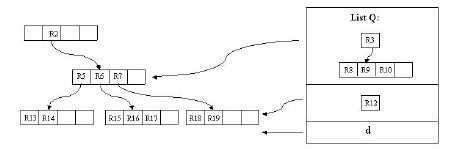 List Q:
R2
R3
R5 R6 R7
R8 R9 R10
R13 R14
R15 R16 R17
R18 R19
R12
d